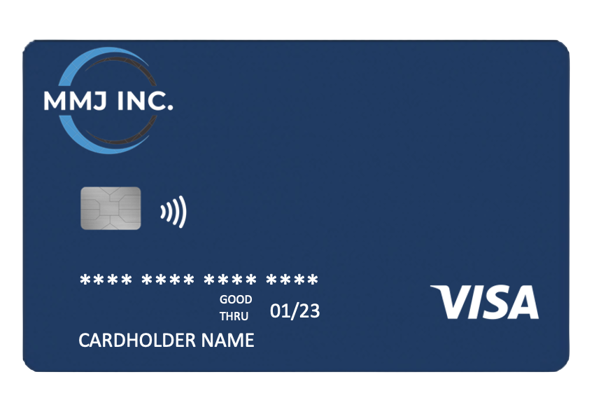 MMJ INC.
**** **** **** ****
GOOD
THRU 01/23
VISA
CARDHOLDER NAME